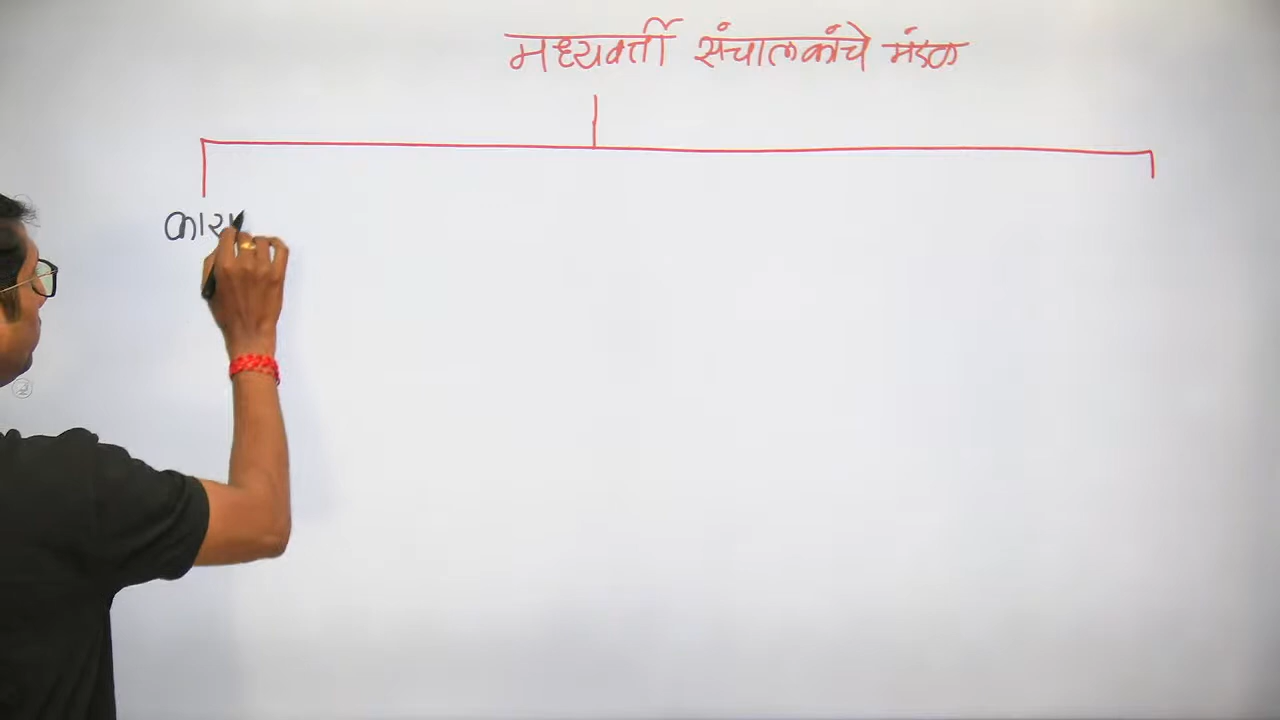 मध्यवर्ती संचालकांचे मंडळ